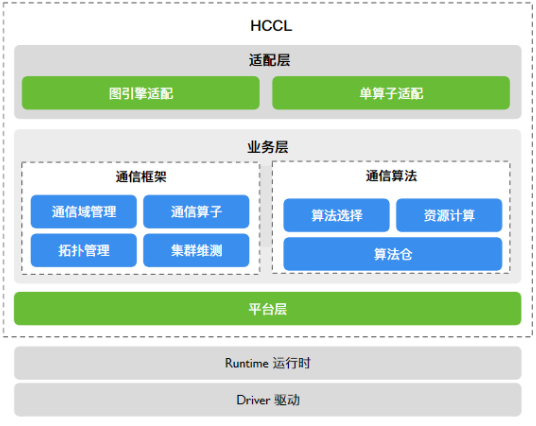 HCCL
适配层
图引擎适配
单算子适配
业务层
通信框架
通信域管理
通信算子
拓扑管理
集群维测
通信算法
算法选择
资源计算
算法仓
平台层
Runtime 运行时
Driver 驱动